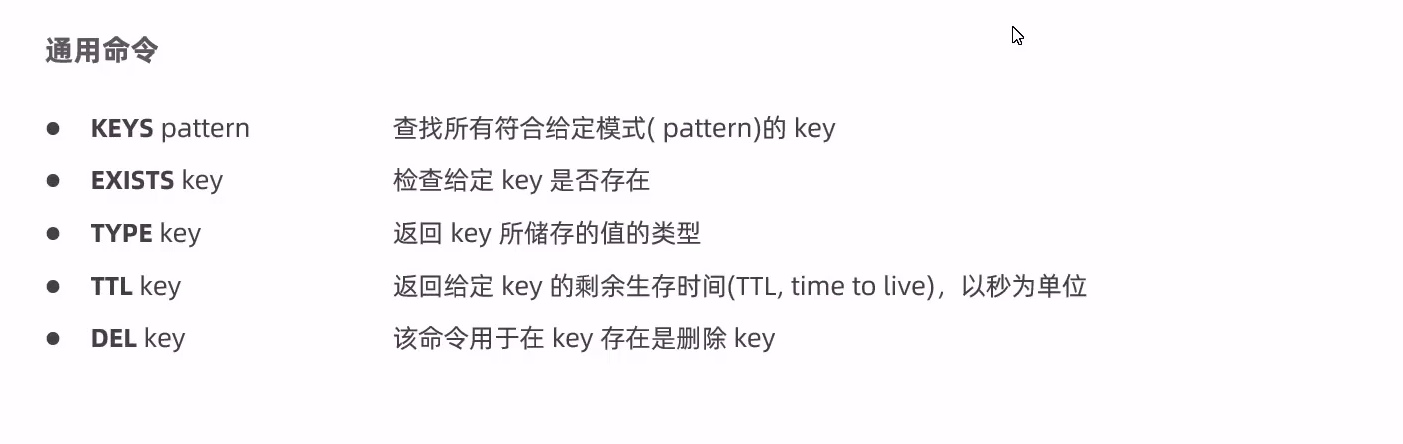 通用命令
● KEYS pattern 查找所有符合给定模式( pattern)的 key
● EXISTS key 检查给定 key 是否存在
● TYPE key 返回 key 所储存的值的类型
● TTL key 返回给定 key 的剩余生存时间(TTL, time to live)，以秒为单位
● DEL key 该命令用于在 key 存在是删除 key